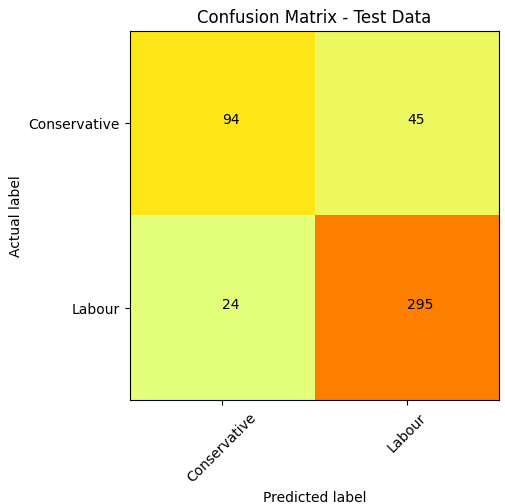 Confusion Matrix - Test Data
Actual label
Conservative
94
45
Labour
24
295
Conservative
Labour
Predicted label